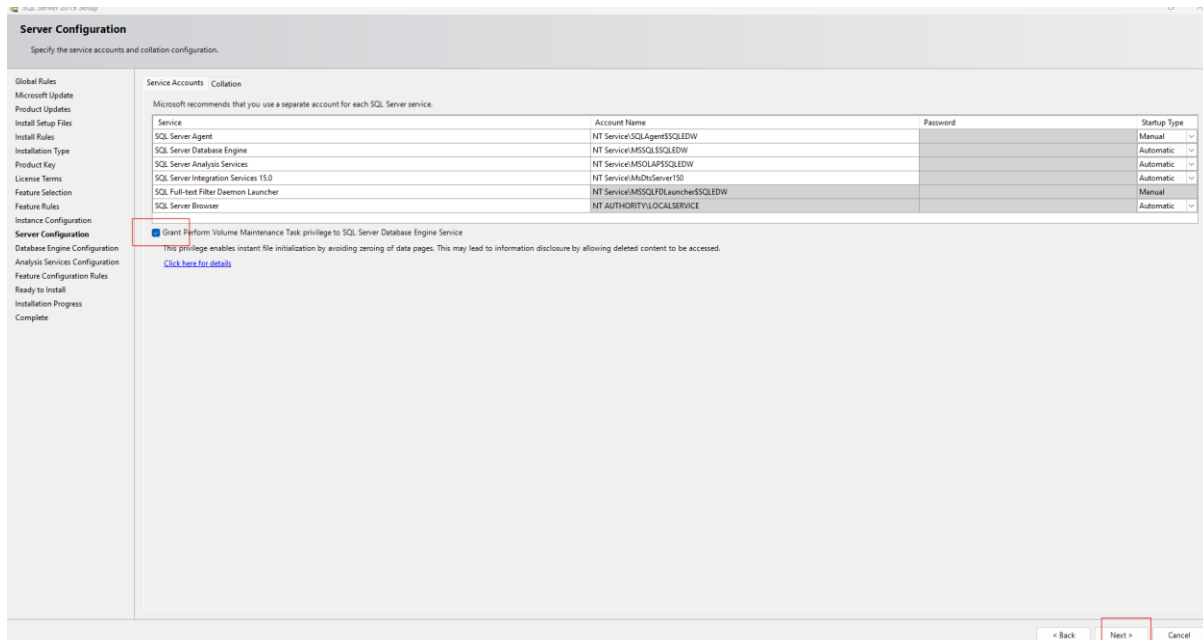 SQL Server 2019 Setup
Server Configuration
Specify the service accounts and collation configuration.
Global Rules
Microsoft Update
Product Updates
Install Setup Files
Install Rules
Installation Type
Product Key
License Terms
Feature Selection
Feature Rules
Instance Configuration
Server Configuration
Database Engine Configuration
Analysis Services Configuration
Feature Configuration Rules
Ready to Install
Installation Progress
Complete
Service Accounts Collation
Microsoft recommends that you use a separate account for each SQL Server service.
Service Account Name Password Startup Type
SQL Server Agent NT Service\SQLAgent$SQLEDW Manual
SQL Server Database Engine NT Service\MSSQL$SQLEDW Automatic
SQL Server Analysis Services NT Service\MSOLAP$SQLEDW Automatic
SQL Server Integration Services 15.0 NT Service\MsDtsServer150 Automatic
SQL Full-text Filter Daemon Launcher NT Service\MSSQLFDLauncher$SQLEDW Manual
SQL Server Browser NT AUTHORITY\LOCALSERVICE Automatic
Grant Perform Volume Maintenance Task privilege to SQL Server Database Engine Service
This privilege enables instant file initialization by avoiding zeroing of data pages. This may lead to information disclosure by allowing deleted content to be accessed.
Click here for details
< Back Next > Cancel